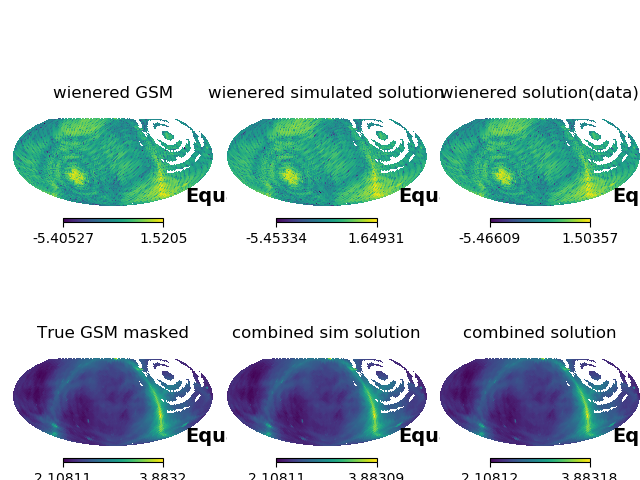 wienered GSM wienered simulated solution wienered solution(data)
Equ Equ Eq
-5.40527 1.5205 -5.45334 1.64931 -5.46609 1.50357
True GSM masked combined sim solution combined solution
Equ Equ Eq
2.10811 3.8832 2.10811 3.88309 2.10812 3.88318